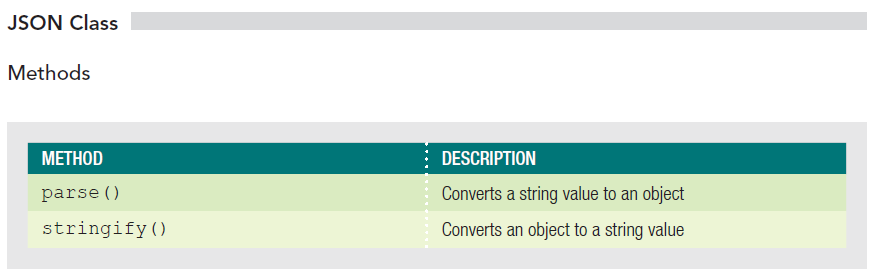 JSON Class
Methods
METHOD DESCRIPTION
parse() Converts a string value to an object
stringify() Converts an object to a string value